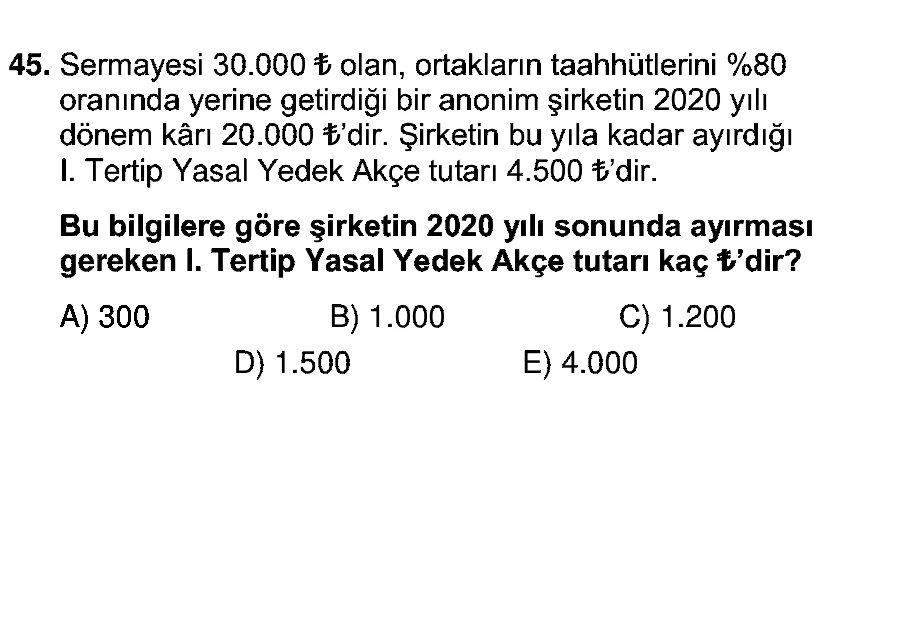 45. Sermayesi 30.000 ₺ olan, ortakların taahhütlerini %80
oranında yerine getirdiği bir anonim şirketin 2020 yılı
dönem kârı 20.000 ₺’dir. Şirketin bu yıla kadar ayırdığı
I. Tertip Yasal Yedek Akçe tutarı 4.500 ₺’dir.
Bu bilgilere göre şirketin 2020 yılı sonunda ayırması
gereken I. Tertip Yasal Yedek Akçe tutarı kaç ₺’dir?
A) 300 B) 1.000 C) 1.200
D) 1.500 E) 4.000